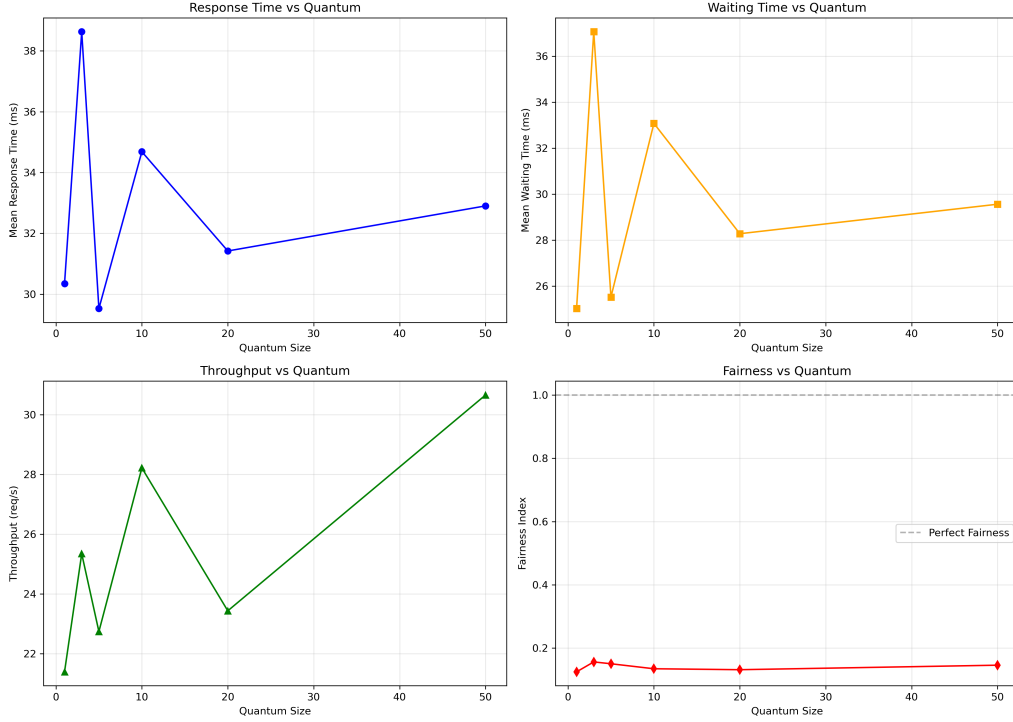 Response Time vs Quantum
Mean Response Time (ms)
38
36
34
32
30
0 10 20 30 40 50
Quantum Size
Waiting Time vs Quantum
Mean Waiting Time (ms)
36
34
32
30
28
26
0 10 20 30 40 50
Quantum Size
Throughput vs Quantum
Throughput (req/s)
30
28
26
24
22
0 10 20 30 40 50
Quantum Size
Fairness vs Quantum
Fairness Index
1.0
0.8
0.6
0.4
0.2
Perfect Fairness
0 10 20 30 40 50
Quantum Size